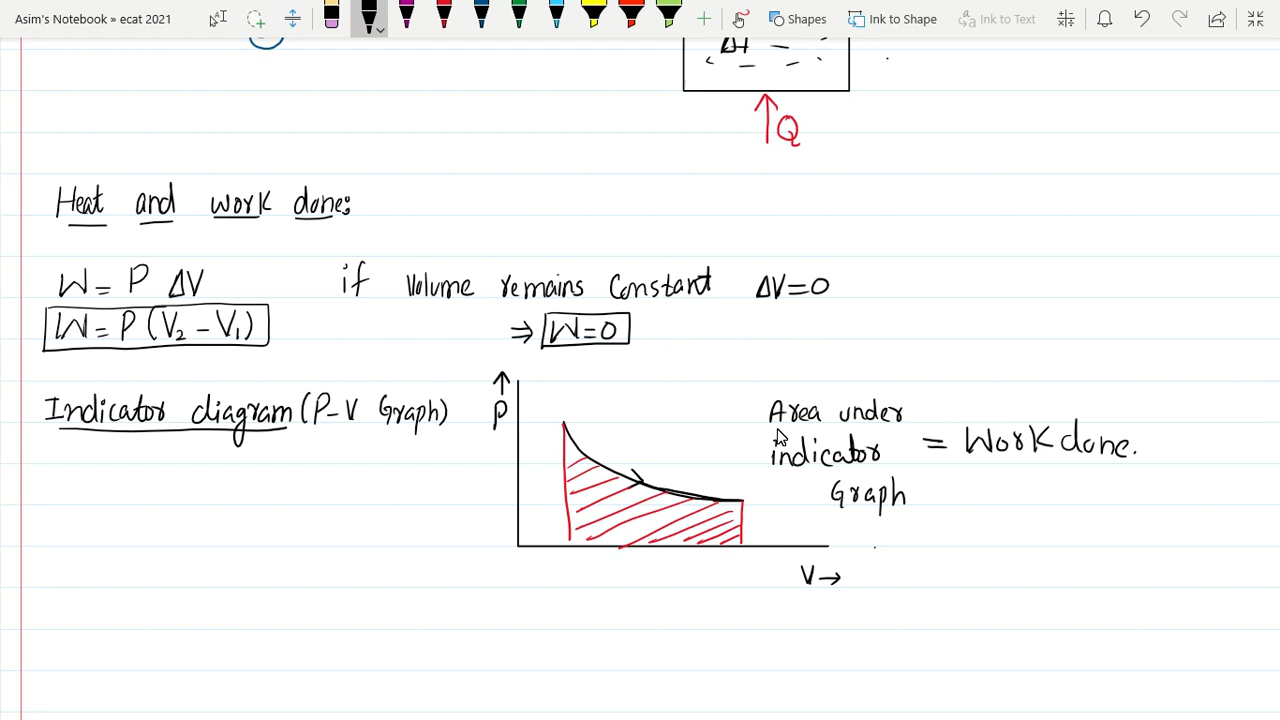 Asim's Notebook » ecat 2021
Shapes
Ink to Shape
Ink to Text
Q
Heat and work done:
W = P ΔV if Volume remains Constant ΔV=0
W = P (V₂ – V₁) ⇒ W=0
Indicator diagram (P-V Graph)
P
Area under
indicator = Work done.
Graph
V→